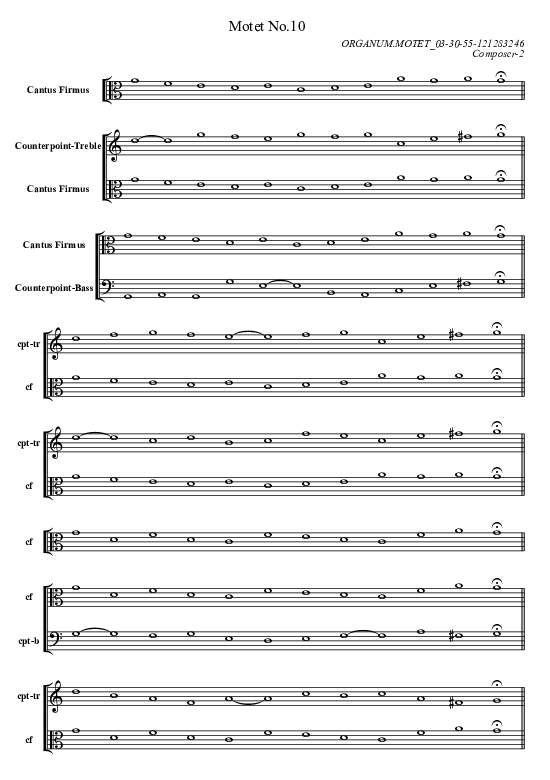 Motet No.10
ORGANUM.MOTET_03-30-55-121283246
Composer-2
Cantus Firmus
Counterpoint-Treble
Cantus Firmus
Cantus Firmus
Counterpoint-Bass
cpt-tr
cf
cpt-tr
cf
cf
cf
cpt-b
cpt-tr
cf